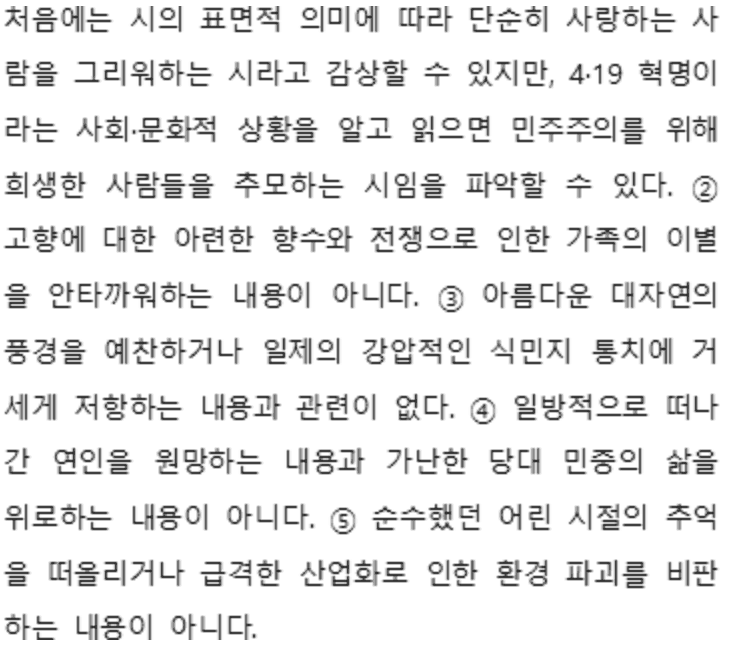 처음에는 시의 표면적 의미에 따라 단순히 사랑하는 사
람을 그리워하는 시라고 감상할 수 있지만, 4·19 혁명이
라는 사회·문화적 상황을 알고 읽으면 민주주의를 위해
희생한 사람들을 추모하는 시임을 파악할 수 있다. ②
고향에 대한 아련한 향수와 전쟁으로 인한 가족의 이별
을 안타까워하는 내용이 아니다. ③ 아름다운 대자연의
풍경을 예찬하거나 일제의 강압적인 식민지 통치에 거
세게 저항하는 내용과 관련이 없다. ④ 일방적으로 떠나
간 연인을 원망하는 내용과 가난한 당대 민중의 삶을
위로하는 내용이 아니다. ⑤ 순수했던 어린 시절의 추억
을 떠올리거나 급격한 산업화로 인한 환경 파괴를 비판
하는 내용이 아니다.